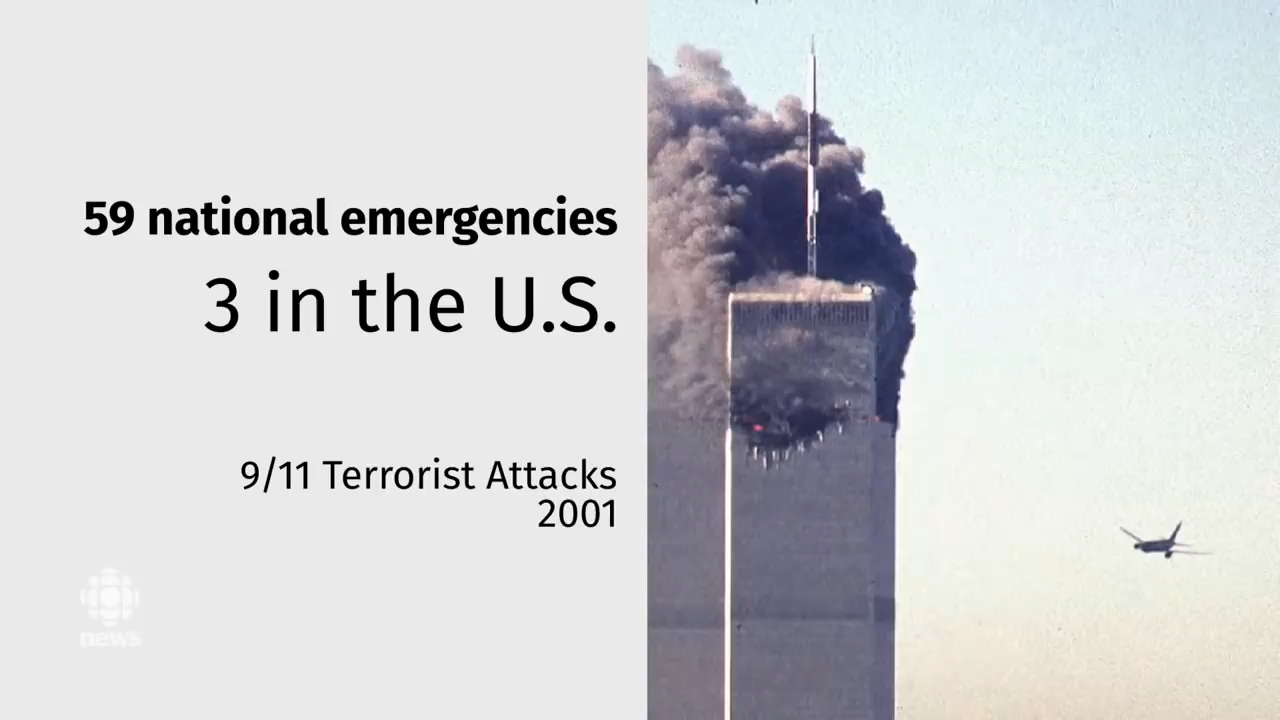 59 national emergencies
3 in the U.S.
9/11 Terrorist Attacks
2001
news